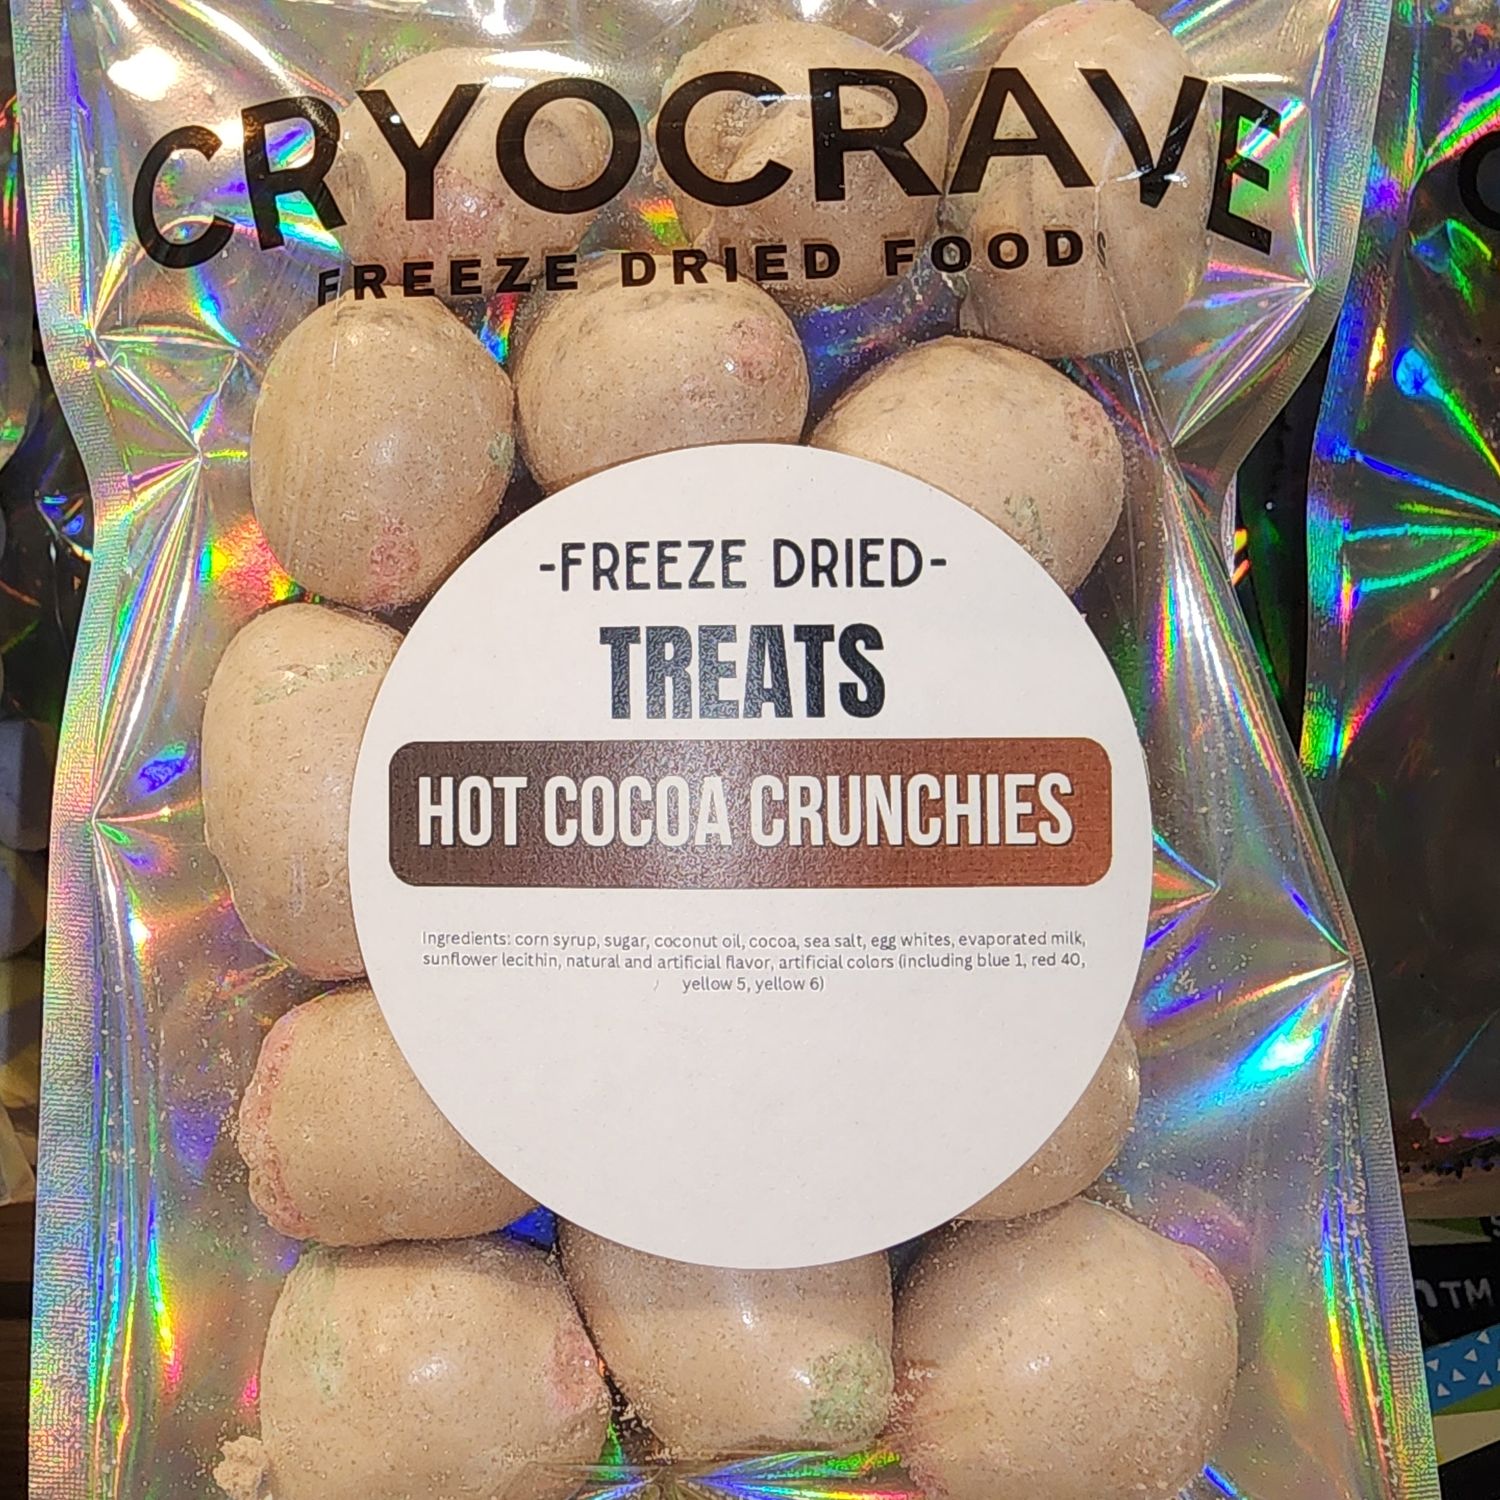 CRYOCRAVE
FREEZE DRIED FOODS
-FREEZE DRIED-
TREATS
HOT COCOA CRUNCHIES
Ingredients: corn syrup, sugar, coconut oil, cocoa, sea salt, egg whites, evaporated milk,
sunflower lecithin, natural and artificial flavor, artificial colors (including blue 1, red 40,
yellow 5, yellow 6)